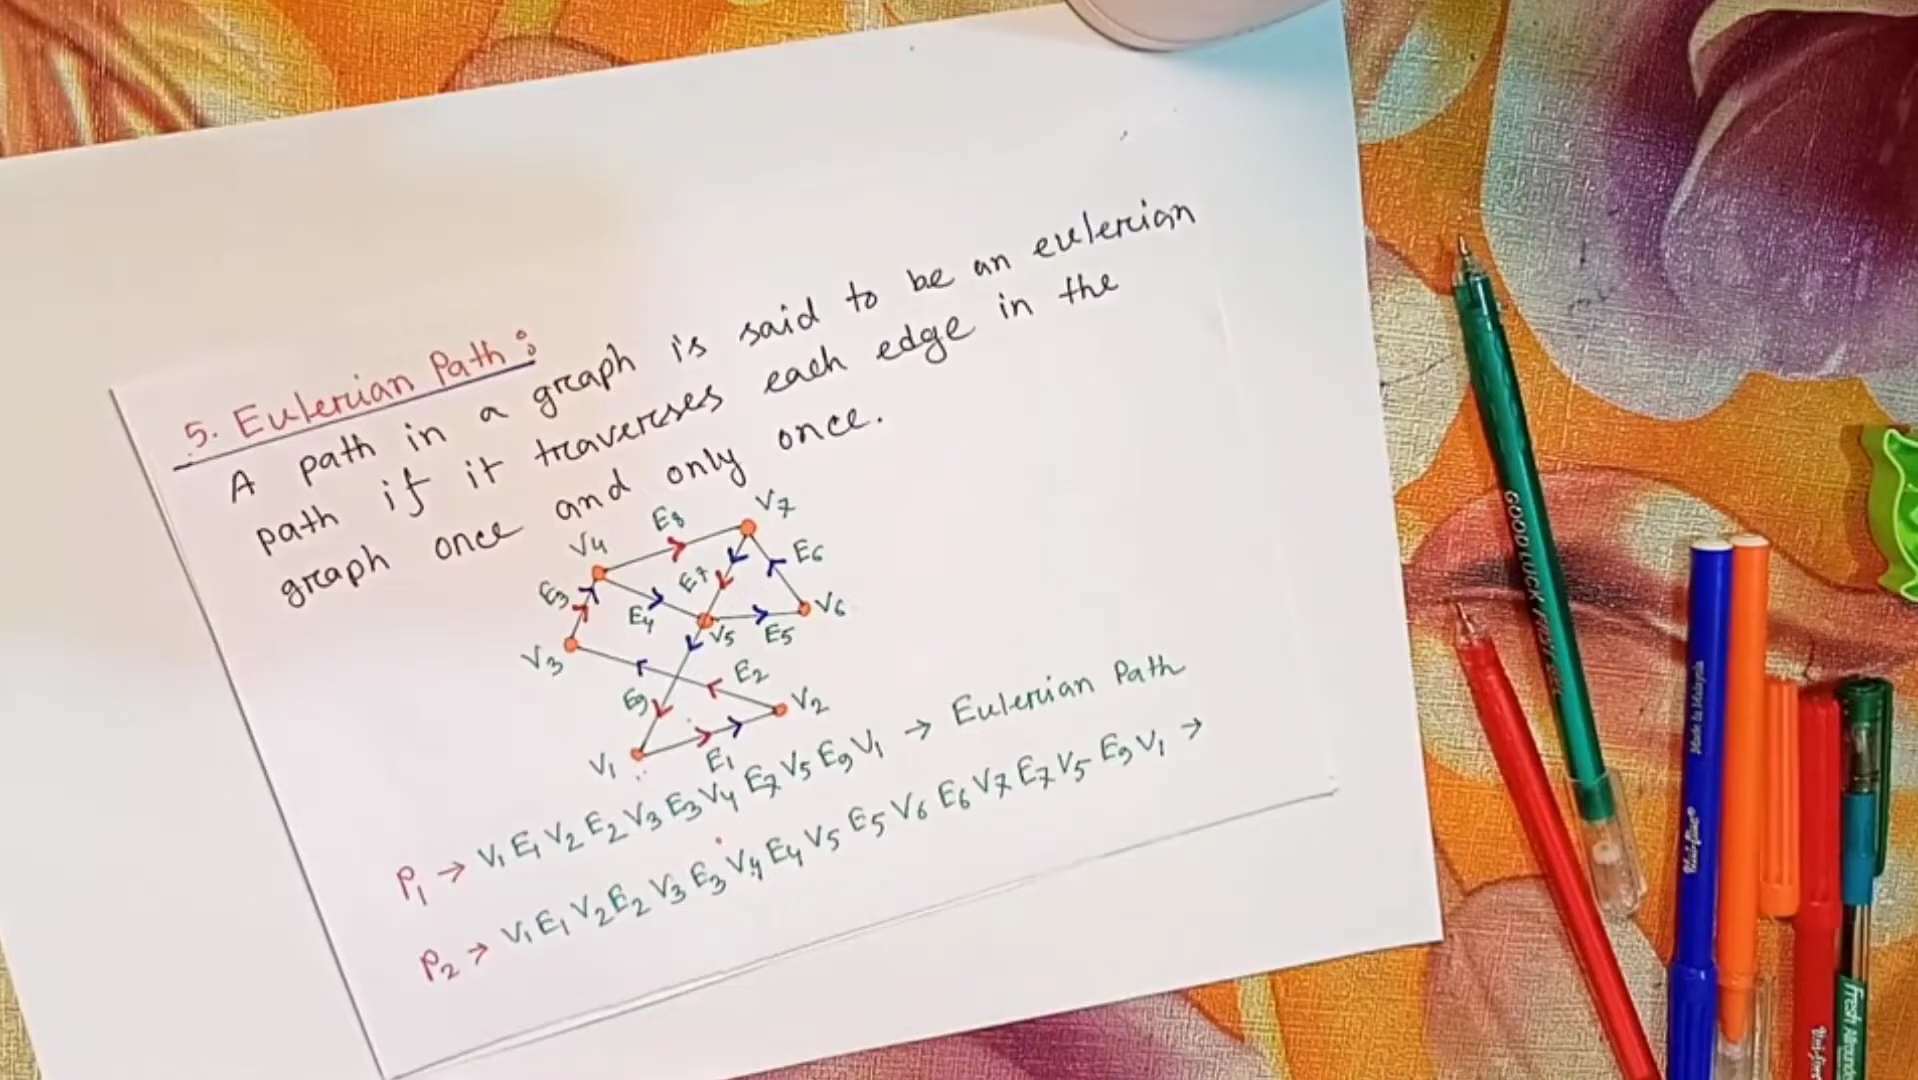 5. Eulerian Path:
A path in a graph is said to be an eulerian
path if it traverses each edge in the
graph once and only once.
V7
E8
V4
E6
E7
E3
E4
V6
V5
E5
V3
E2
E9
V2
V1
E1
P1 → V1 E1 V2 E2 V3 E3 V4 E7 V5 E9 V1 → Eulerian Path
P2 → V1 E1 V2 E2 V3 E3 V4 E4 V5 E5 V6 E6 V7 E7 V5 E9 V1 →
GOOD LUCK
Made in Malaysia